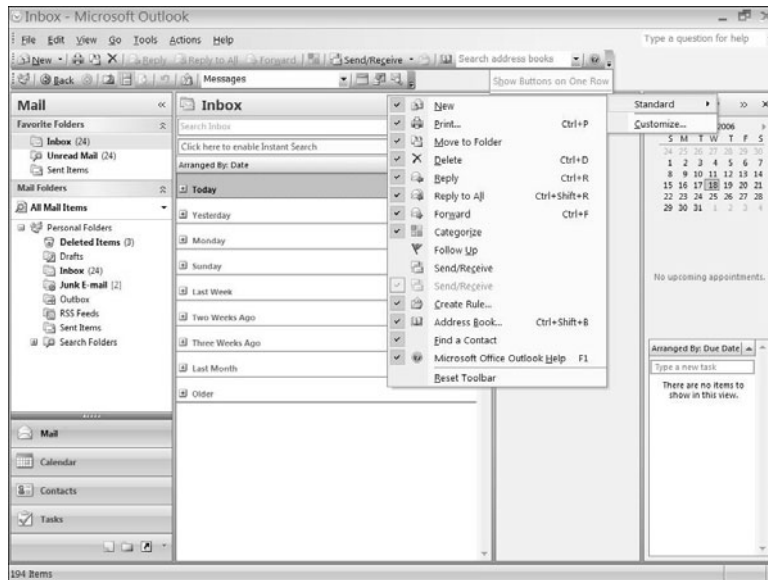 Inbox - Microsoft Outlook
File Edit View Go Tools Actions Help
Type a question for help
New Reply Reply to All Forward Send/Receive Search address books
Back Messages
Show Buttons on One Row
Standard
Customize...
Mail
Favorite Folders
Inbox (24)
Unread Mail (24)
Sent Items
Mail Folders
All Mail Items
Personal Folders
Deleted Items (3)
Drafts
Inbox (24)
Junk E-mail [2]
Outbox
RSS Feeds
Sent Items
Search Folders
Mail
Calendar
Contacts
Tasks
194 Items
Inbox
Search Inbox
Click here to enable Instant Search
Arranged By: Date
Today
Yesterday
Monday
Sunday
Last Week
Two Weeks Ago
Three Weeks Ago
Last Month
Older
New
Print... Ctrl+P
Move to Folder
Delete Ctrl+D
Reply Ctrl+R
Reply to All Ctrl+Shift+R
Forward Ctrl+F
Categorize
Follow Up
Send/Receive
Send/Receive
Create Rule...
Address Book... Ctrl+Shift+B
Find a Contact
Microsoft Office Outlook Help F1
Reset Toolbar
2006
S M T W T F S
24 25 26 27 28 29 30
1 2 3 4 5 6 7
8 9 10 11 12 13 14
15 16 17 18 19 20 21
22 23 24 25 26 27 28
29 30 31 1 2 3 4
No upcoming appointments.
Arranged By: Due Date
Type a new task
There are no items to
show in this view.